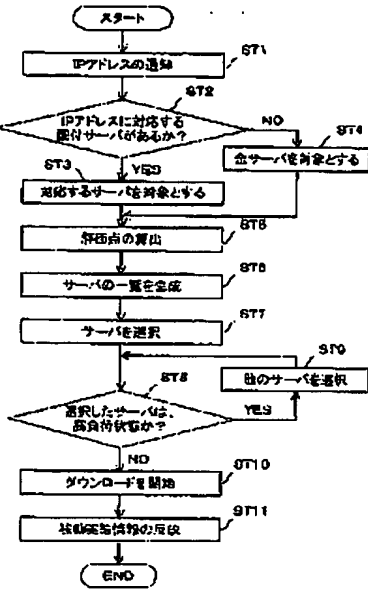 スタート
ST1
IPアドレスの通知
ST2
IPアドレスに対応する
サーバがあるか?
NO
ST4
全サーバを対象とする
ST3
YES
対応するサーバを対象とする
ST5
評価点の算出
ST6
サーバの一覧を生成
ST7
サーバを選択
ST9
他のサーバを選択
ST8
選択したサーバは、
高負荷状態か?
YES
NO
ST10
ダウンロードを開始
ST11
情報の反映
END